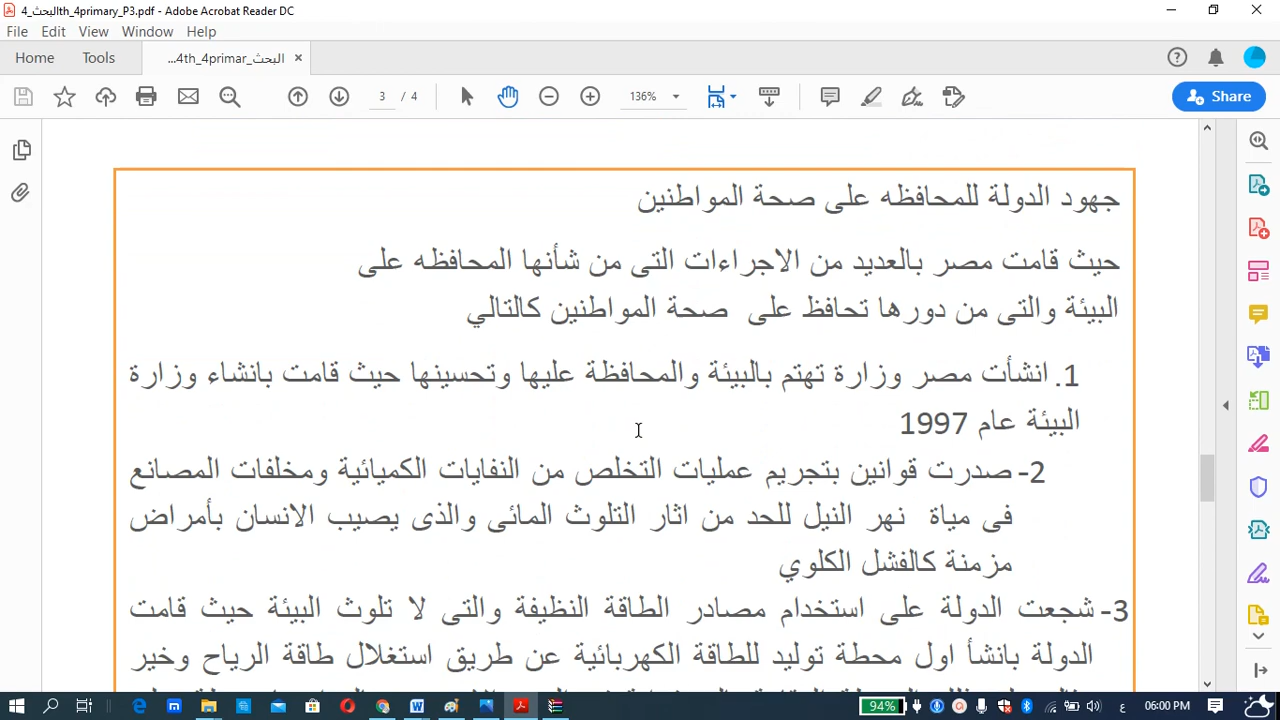 4_البحثth_4primary_P3.pdf - Adobe Acrobat Reader DC
File Edit View Window Help
Home Tools
...4th_4primar_البحث
3 / 4
136%
Share
جهود الدولة للمحافظه على صحة المواطنين
حيث قامت مصر بالعديد من الاجراءات التى من شأنها المحافظه على
البيئة والتى من دورها تحافظ على صحة المواطنين كالتالي
1. انشأت مصر وزارة تهتم بالبيئة والمحافظة عليها وتحسينها حيث قامت بانشاء وزارة
البيئة عام 1997
2- صدرت قوانين بتجريم عمليات التخلص من النفايات الكميائية ومخلفات المصانع
فى مياة نهر النيل للحد من اثار التلوث المائى والذى يصيب الانسان بأمراض
مزمنة كالفشل الكلوي
3- شجعت الدولة على استخدام مصادر الطاقة النظيفة والتى لا تلوث البيئة حيث قامت
الدولة بانشأ اول محطة توليد للطاقة الكهربائية عن طريق استغلال طاقة الرياح وخير
94%
ع
06:00 PM